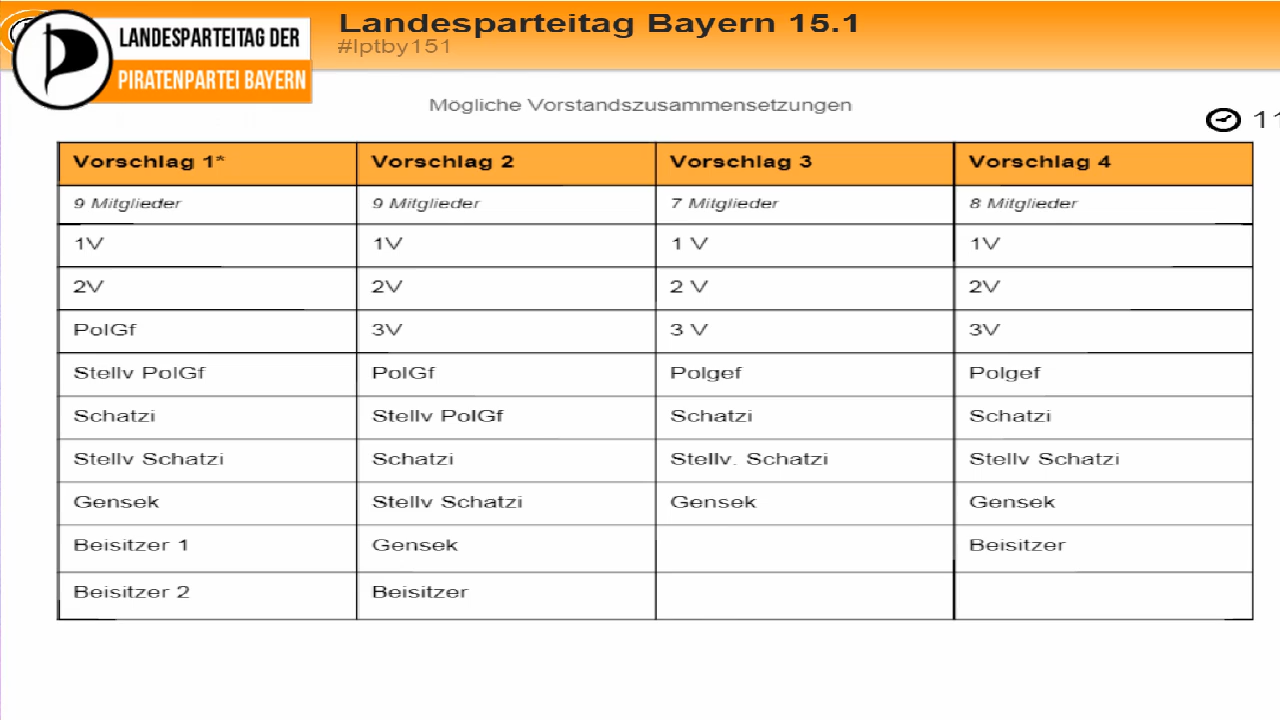 Landesparteitag Bayern 15.1
#lptby151
LANDESPARTEITAG DER
PIRATENPARTEI BAYERN
Mögliche Vorstandszusammensetzungen
11
Vorschlag 1* Vorschlag 2 Vorschlag 3 Vorschlag 4
9 Mitglieder 9 Mitglieder 7 Mitglieder 8 Mitglieder
1V 1V 1 V 1V
2V 2V 2 V 2V
PolGf 3V 3 V 3V
Stellv PolGf PolGf Polgef Polgef
Schatzi Stellv PolGf Schatzi Schatzi
Stellv Schatzi Schatzi Stellv. Schatzi Stellv Schatzi
Gensek Stellv Schatzi Gensek Gensek
Beisitzer 1 Gensek Beisitzer
Beisitzer 2 Beisitzer